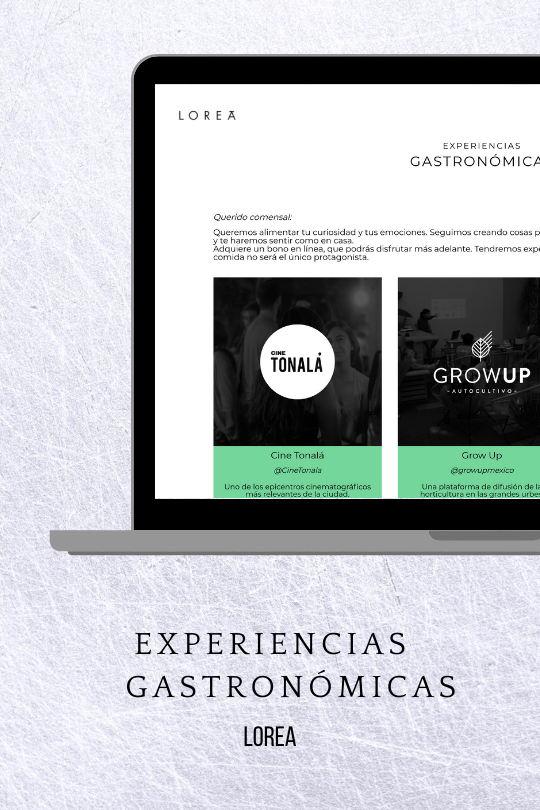 LOREA
EXPERIENCIAS
GASTRONÓMICA
Querido comensal:
Queremos alimentar tu curiosidad y tus emociones. Seguimos creando cosas p
y te haremos sentir como en casa.
Adquiere un bono en línea, que podrás disfrutar más adelante. Tendremos expe
comida no será el único protagonista.
CINE
TONALÁ
GROWUP
-AUTOCULTIVO-
Cine Tonalá
@CineTonala
Uno de los epicentros cinematográficos
más relevantes de la ciudad.
Grow Up
@growupmexico
Una plataforma de difusión de la
horticultura en las grandes urbes
EXPERIENCIAS
GASTRONÓMICAS
LOREA